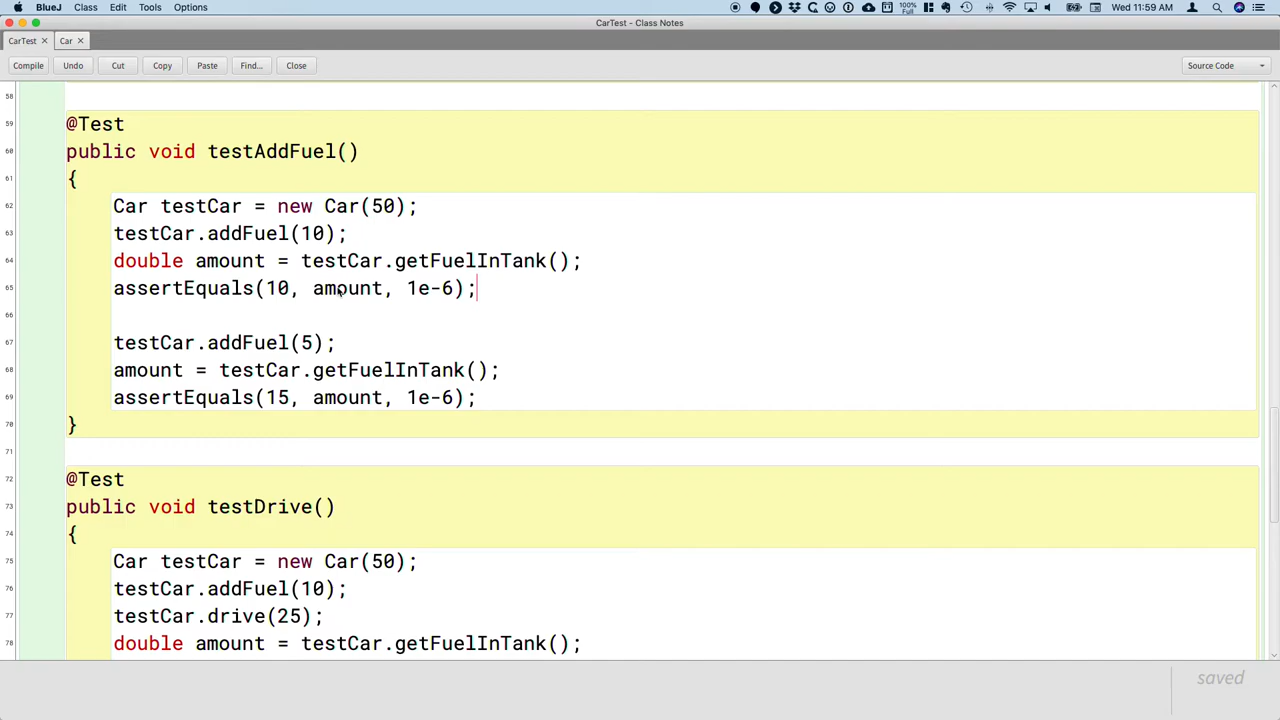 BlueJ Class Edit Tools Options 100% Full Wed 11:59 AM
CarTest - Class Notes
CarTest Car
Compile Undo Cut Copy Paste Find... Close Source Code
58
59 @Test
60 public void testAddFuel()
61 {
62 Car testCar = new Car(50);
63 testCar.addFuel(10);
64 double amount = testCar.getFuelInTank();
65 assertEquals(10, amount, 1e-6);
66
67 testCar.addFuel(5);
68 amount = testCar.getFuelInTank();
69 assertEquals(15, amount, 1e-6);
70 }
71
72 @Test
73 public void testDrive()
74 {
75 Car testCar = new Car(50);
76 testCar.addFuel(10);
77 testCar.drive(25);
78 double amount = testCar.getFuelInTank();
saved